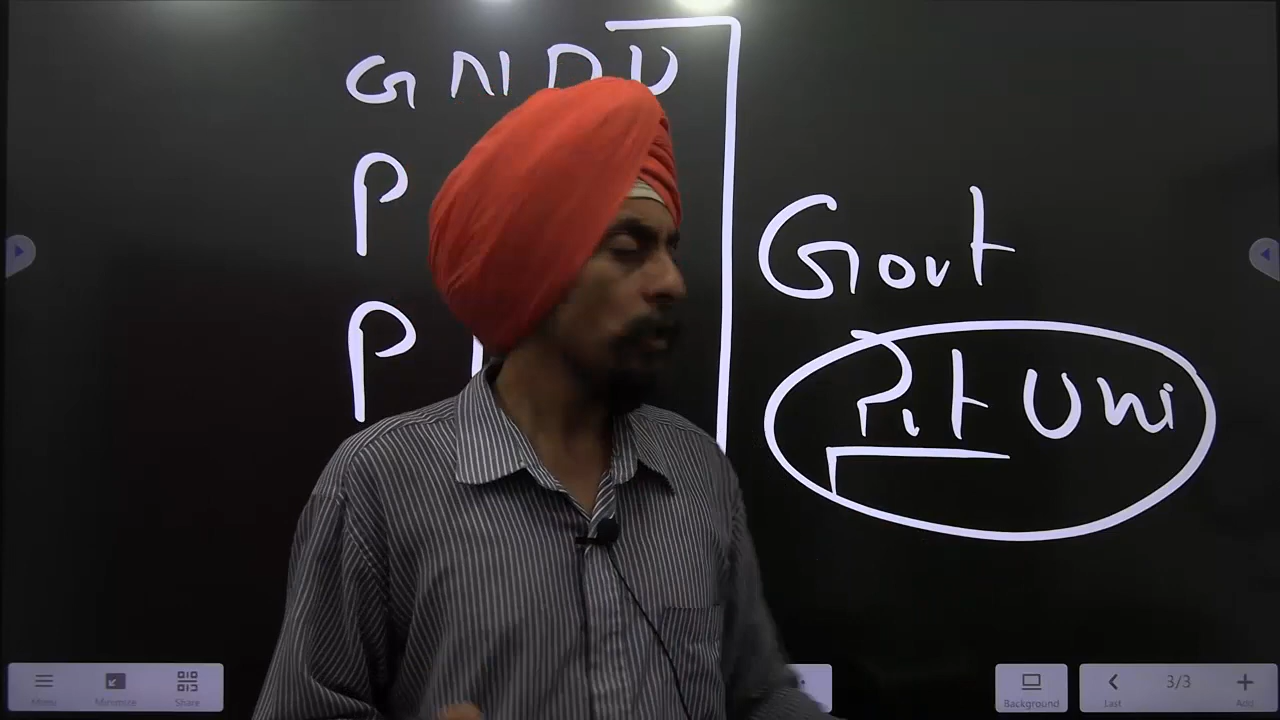 GNDU
P
P
Govt
Pvt Uni
Menu Minimize Share
Background
Last 3/3 Add